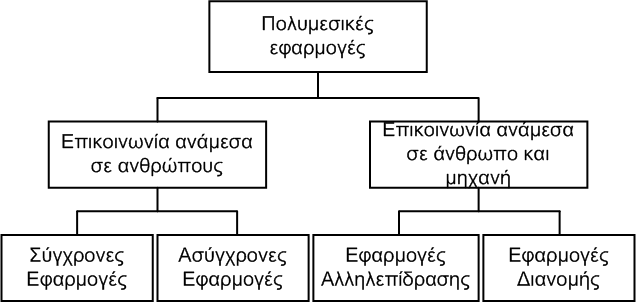 Πολυμεσικές
εφαρμογές
Επικοινωνία ανάμεσα
σε ανθρώπους
Επικοινωνία ανάμεσα
σε άνθρωπο και
μηχανή
Σύγχρονες
Εφαρμογές
Ασύγχρονες
Εφαρμογές
Εφαρμογές
Αλληλεπίδρασης
Εφαρμογές
Διανομής